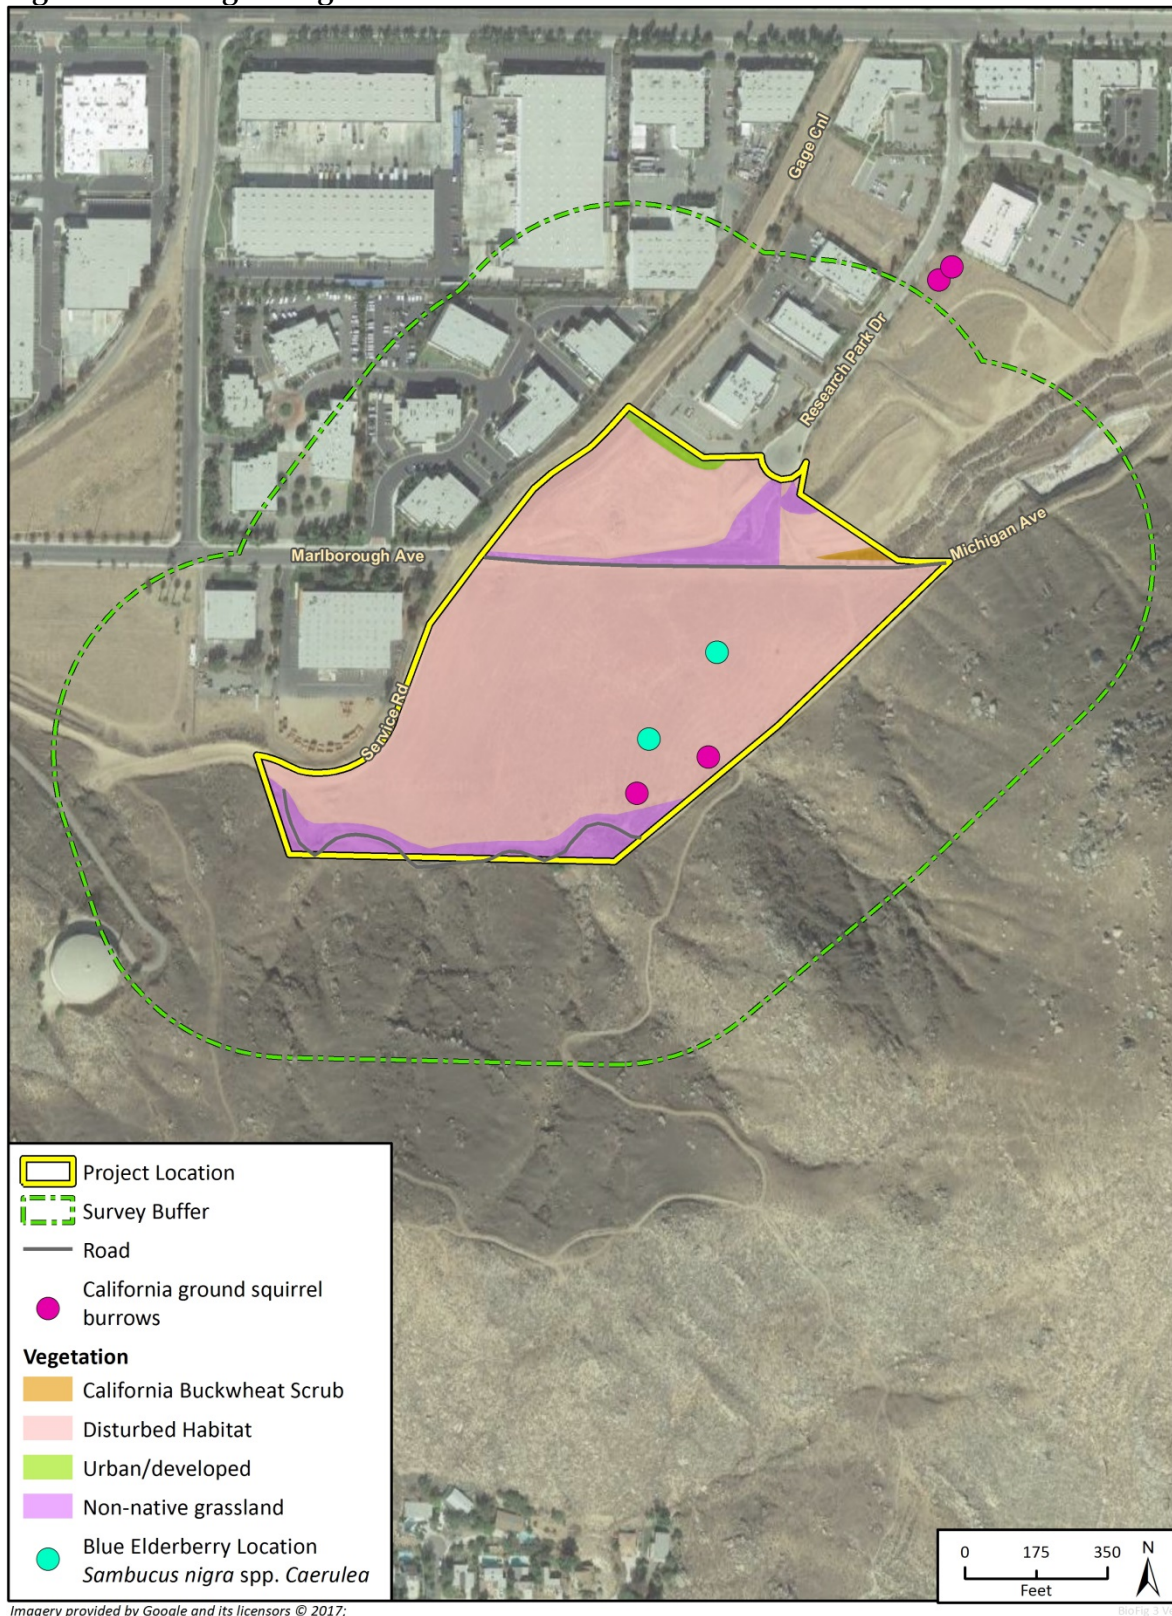 Gage Cnl
Research Park Dr
Michigan Ave
Marlborough Ave
Service Rd
Project Location
Survey Buffer
Road
California ground squirrel
burrows
Vegetation
California Buckwheat Scrub
Disturbed Habitat
Urban/developed
Non-native grassland
Blue Elderberry Location
Sambucus nigra spp. Caerulea
0 175 350
Feet
N
Imagery provided by Google and its licensors © 2017;